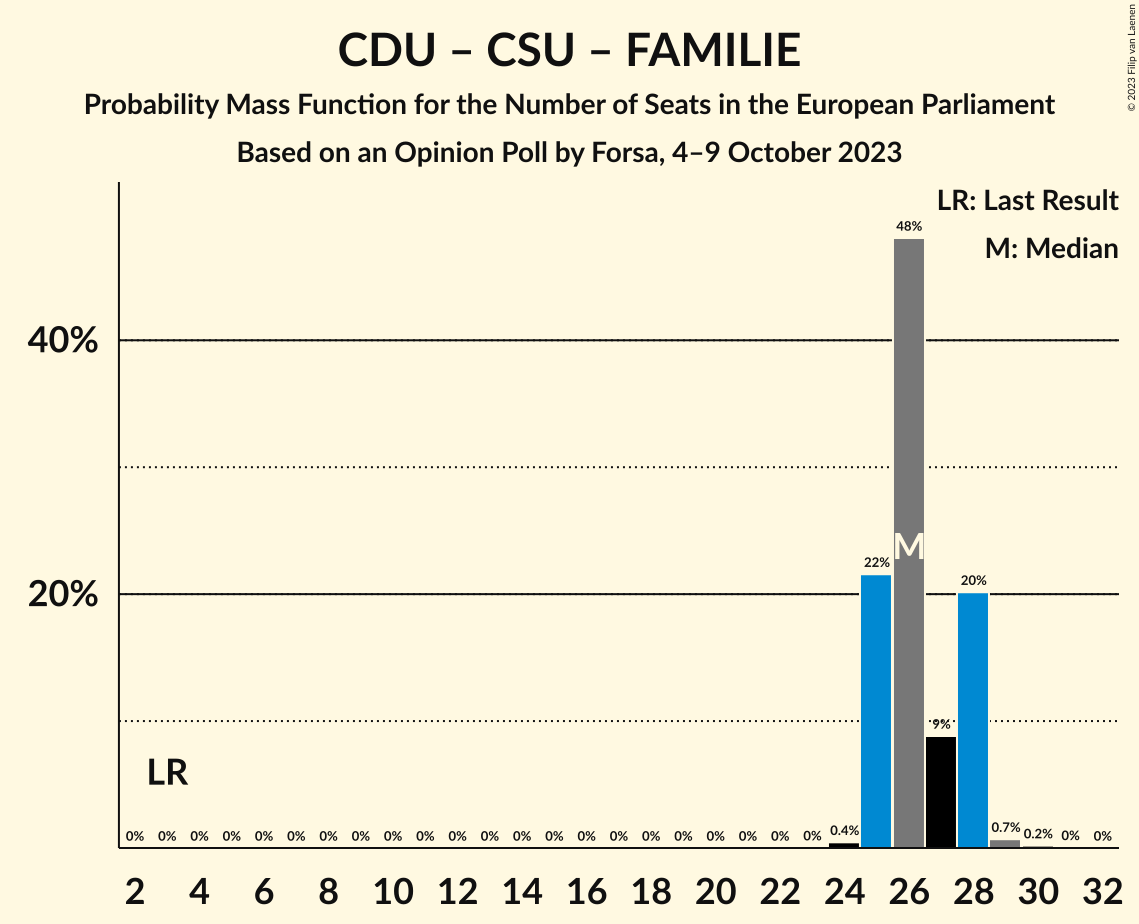 CDU – CSU – FAMILIE
Probability Mass Function for the Number of Seats in the European Parliament
Based on an Opinion Poll by Forsa, 4–9 October 2023
© 2023 Filip van Laenen
LR: Last Result
M: Median
48%
40%
M
22%
20%
20%
9%
LR
0% 0% 0% 0% 0% 0% 0% 0% 0% 0% 0% 0% 0% 0% 0% 0% 0% 0% 0% 0% 0% 0% 0.4% 0.7% 0.2% 0% 0%
2 4 6 8 10 12 14 16 18 20 22 24 26 28 30 32